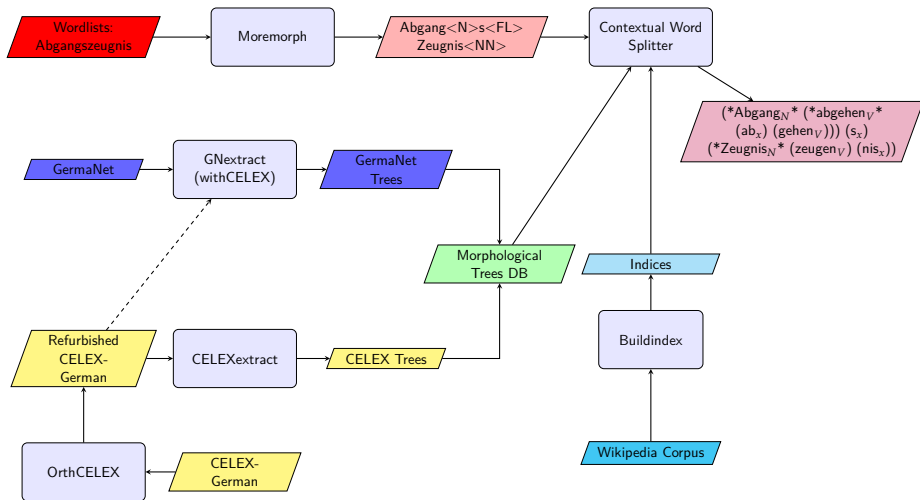 Wordlists:
Abgangszeugnis
Moremorph
Abgang<N>s<FL>
Zeugnis<NN>
Contextual Word
Splitter
(*Abgang_N* (*abgehen_V*
(ab_x) (gehen_V))) (s_x)
(*Zeugnis_N* (zeugen_V) (nis_x))
GermaNet
GNextract
(withCELEX)
GermaNet
Trees
Morphological
Trees DB
Indices
Refurbished
CELEX-
German
CELEXextract
CELEX Trees
Buildindex
OrthCELEX
CELEX-
German
Wikipedia Corpus